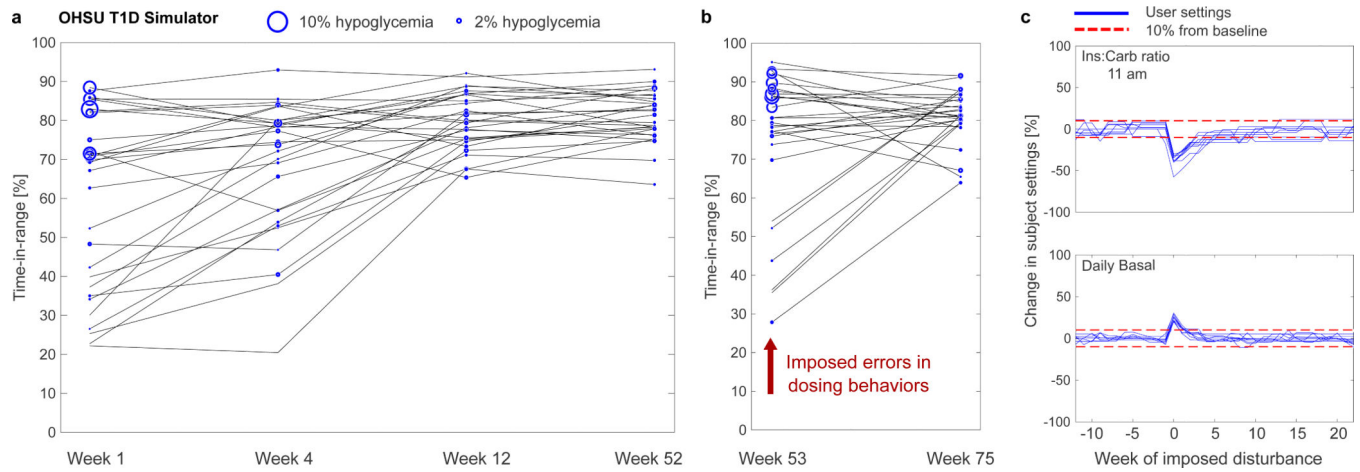 a
OHSU T1D Simulator
10% hypoglycemia
2% hypoglycemia
Time-in-range [%]
100
90
80
70
60
50
40
30
20
10
0
Week 1
Week 4
Week 12
Week 52
b
Time-in-range [%]
100
90
80
70
60
50
40
30
20
10
0
Imposed errors in
dosing behaviors
Week 53
Week 75
c
User settings
10% from baseline
Change in subject settings [%]
100
50
0
-50
-100
Ins:Carb ratio
11 am
100
50
0
-50
-100
Daily Basal
-10
-5
0
5
10
15
20
Week of imposed disturbance